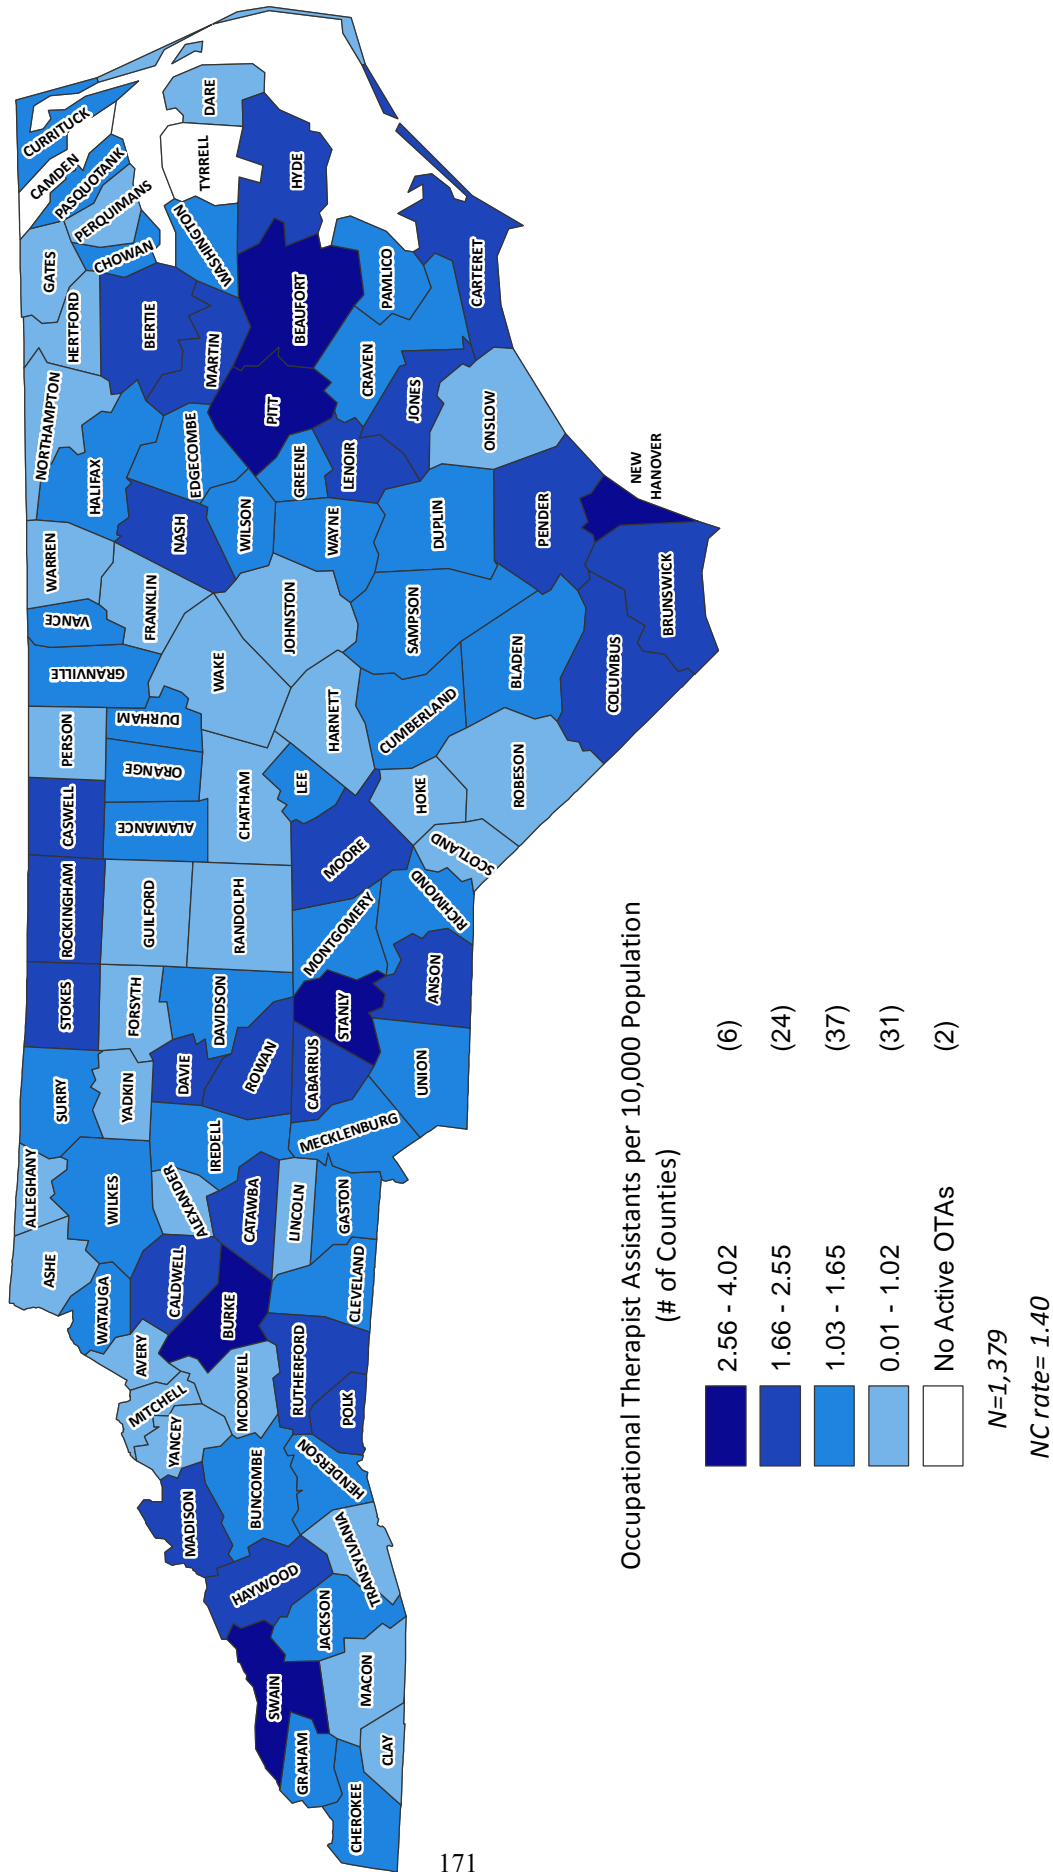 CHEROKEE
GRAHAM
SWAIN
CLAY
MACON
JACKSON
HAYWOOD
TRANSYLVANIA
MADISON
BUNCOMBE
HENDERSON
YANCEY
MITCHELL
AVERY
MCDOWELL
RUTHERFORD
POLK
WATAUGA
ASHE
ALLEGHANY
WILKES
CALDWELL
BURKE
CLEVELAND
ALEXANDER
CATAWBA
LINCOLN
GASTON
SURRY
YADKIN
IREDELL
MECKLENBURG
STOKES
FORSYTH
DAVIE
DAVIDSON
ROWAN
CABARRUS
STANLY
UNION
ANSON
ROCKINGHAM
GUILFORD
RANDOLPH
MONTGOMERY
RICHMOND
CASWELL
ALAMANCE
CHATHAM
MOORE
SCOTLAND
HOKE
PERSON
ORANGE
DURHAM
LEE
HARNETT
CUMBERLAND
ROBESON
GRANVILLE
VANCE
WARREN
FRANKLIN
WAKE
JOHNSTON
SAMPSON
BLADEN
COLUMBUS
BRUNSWICK
NEW
HANOVER
PENDER
NORTHAMPTON
HALIFAX
NASH
EDGECOMBE
WILSON
WAYNE
GREENE
LENOIR
DUPLIN
HERTFORD
GATES
BERTIE
MARTIN
PITT
BEAUFORT
CRAVEN
JONES
ONSLOW
PAMLICO
CARTERET
CURRITUCK
CAMDEN
PASQUOTANK
PERQUIMANS
CHOWAN
WASHINGTON
TYRRELL
DARE
HYDE
Occupational Therapist Assistants per 10,000 Population
(# of Counties)
2.56 - 4.02 (6)
1.66 - 2.55 (24)
1.03 - 1.65 (37)
0.01 - 1.02 (31)
No Active OTAs (2)
N=1,379
NC rate= 1.40
171